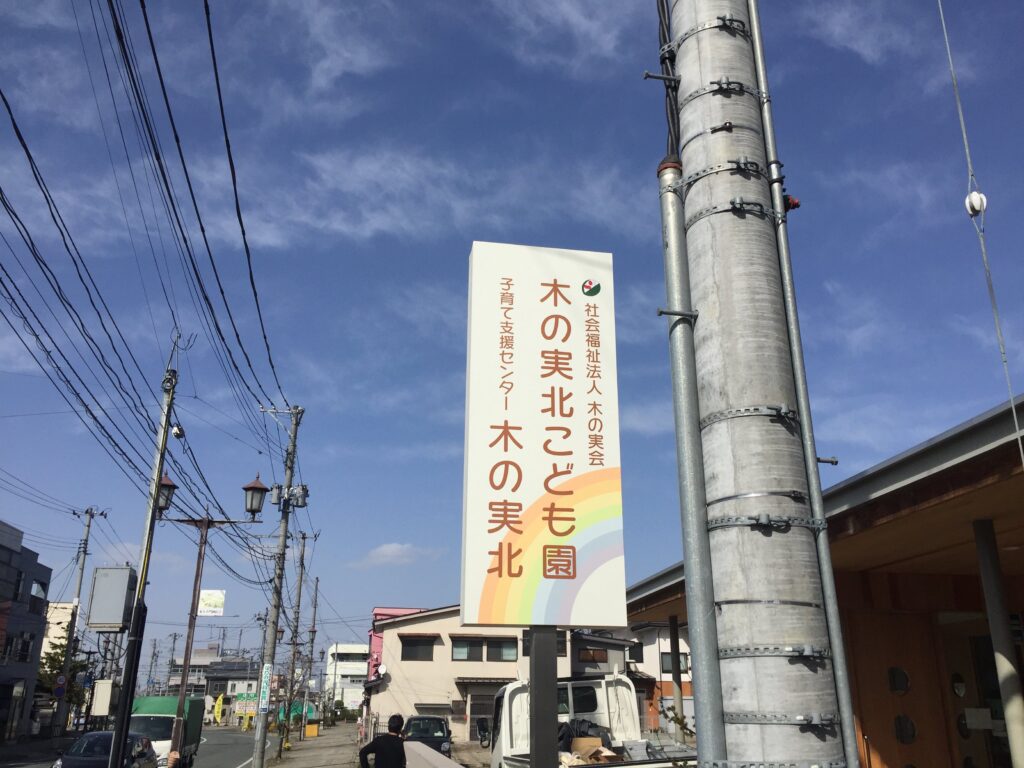 社会福祉法人 木の実会
木の実北こども園
子育て支援センター 木の実北